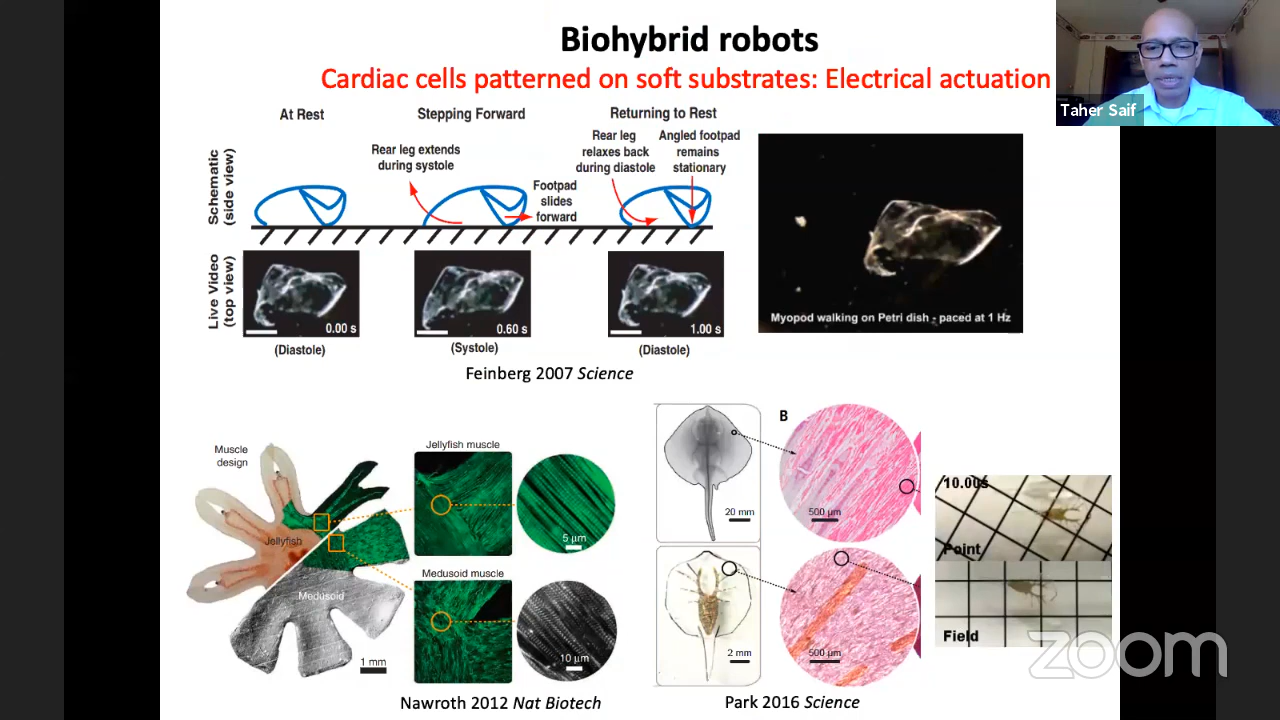 Biohybrid robots
Cardiac cells patterned on soft substrates: Electrical actuation
Taher Saif
At Rest
Stepping Forward
Returning to Rest
Schematic
(side view)
Rear leg extends
during systole
Footpad
slides
forward
Rear leg
relaxes back
during diastole
Angled footpad
remains
stationary
Live Video
(top view)
0.00 s
0.60 s
1.00 s
(Diastole)
(Systole)
(Diastole)
Myopod walking on Petri dish - paced at 1 Hz
Feinberg 2007 Science
Muscle
design
Jellyfish
Medusoid
1 mm
Jellyfish muscle
5 μm
Medusoid muscle
10 μm
Nawroth 2012 Nat Biotech
B
20 mm
500 μm
2 mm
500 μm
Park 2016 Science
10.00s
Point
Field
zoom